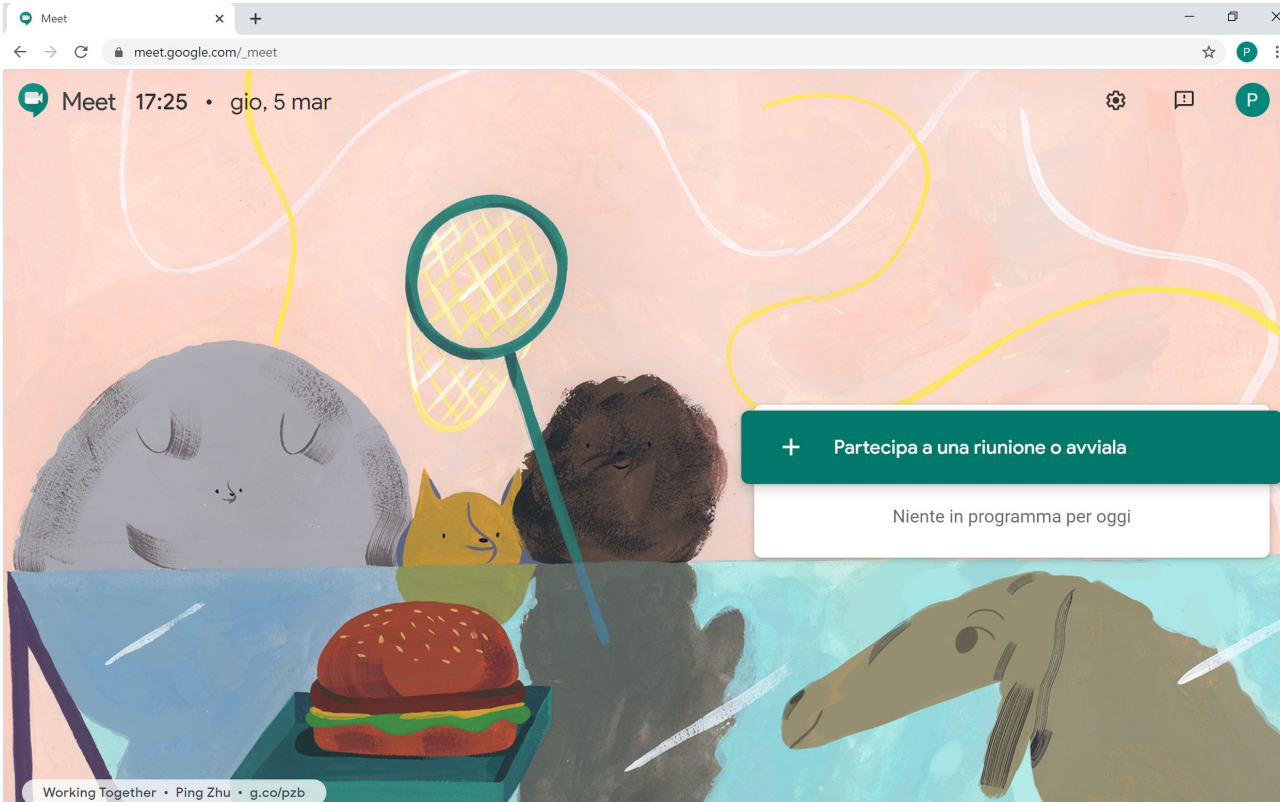 Meet
meet.google.com/_meet
P
Meet 17:25 • gio, 5 mar
P
Partecipa a una riunione o avviala
Niente in programma per oggi
Working Together • Ping Zhu • g.co/pzb